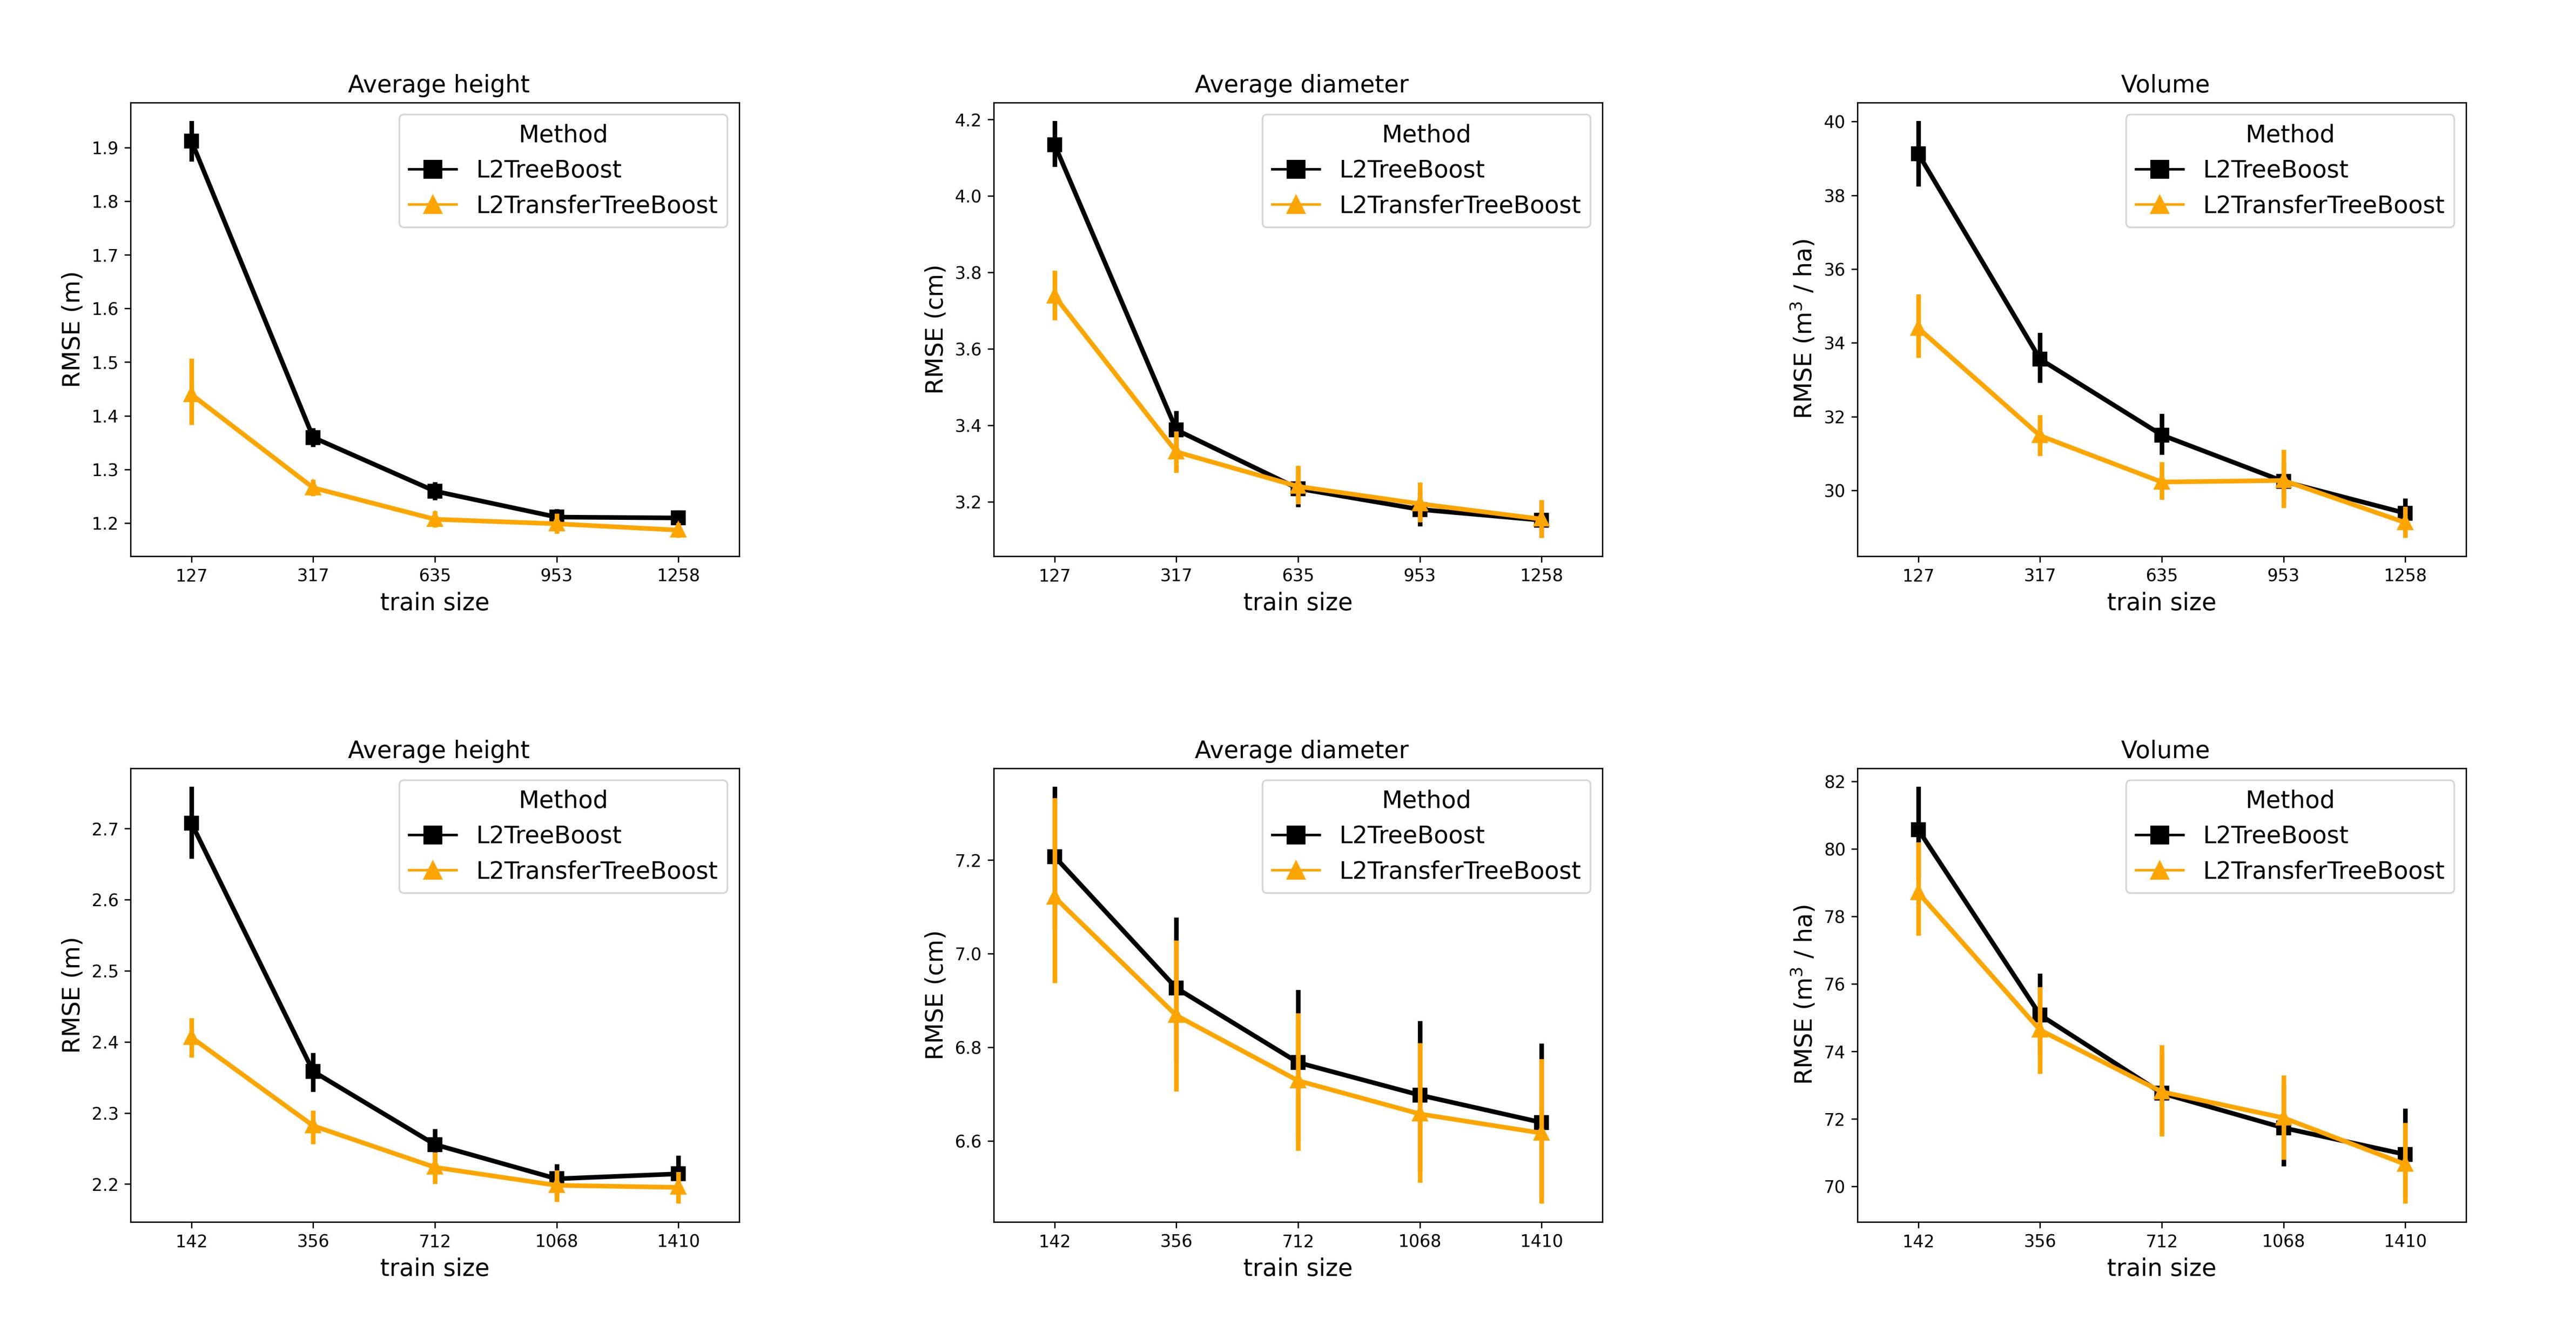 Average height
RMSE (m)
1.9
1.8
1.7
1.6
1.5
1.4
1.3
1.2
Method
L2TreeBoost
L2TransferTreeBoost
127 317 635 953 1258
train size
Average diameter
RMSE (cm)
4.2
4.0
3.8
3.6
3.4
3.2
Method
L2TreeBoost
L2TransferTreeBoost
127 317 635 953 1258
train size
Volume
RMSE (m³ / ha)
40
38
36
34
32
30
Method
L2TreeBoost
L2TransferTreeBoost
127 317 635 953 1258
train size
Average height
RMSE (m)
2.7
2.6
2.5
2.4
2.3
2.2
Method
L2TreeBoost
L2TransferTreeBoost
142 356 712 1068 1410
train size
Average diameter
RMSE (cm)
7.2
7.0
6.8
6.6
Method
L2TreeBoost
L2TransferTreeBoost
142 356 712 1068 1410
train size
Volume
RMSE (m³ / ha)
82
80
78
76
74
72
70
Method
L2TreeBoost
L2TransferTreeBoost
142 356 712 1068 1410
train size